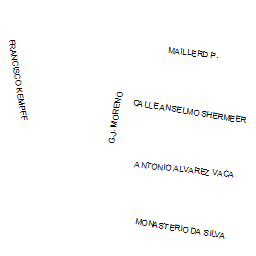 FRANCISCO KEMPFF
MAILLERD P.
G.J. MORENO
CALLE ANSELMO SHERMEER
ANTONIO ALVAREZ VACA
MONASTERIO DA SILVA